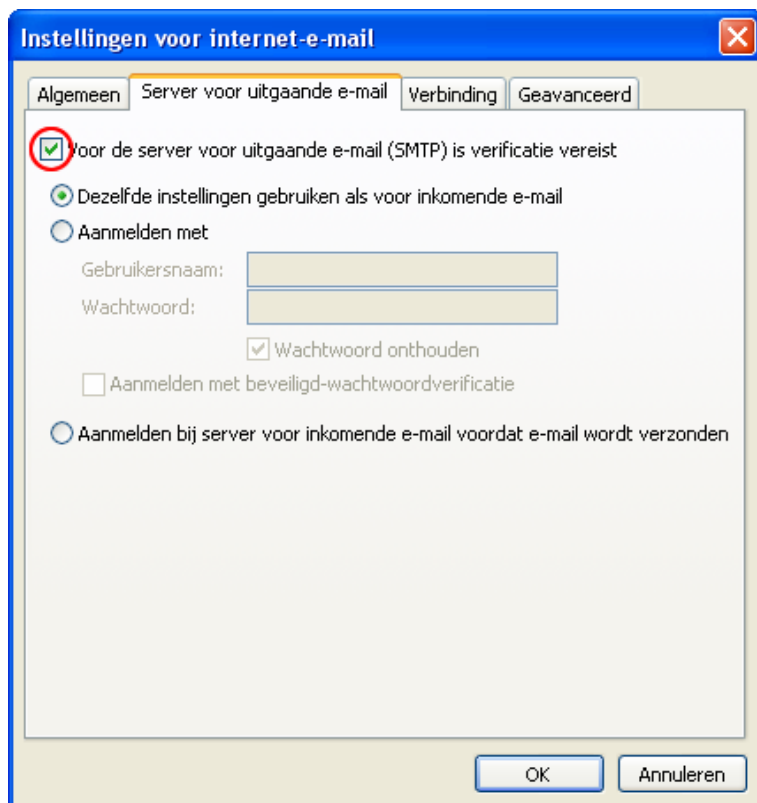 Instellingen voor internet-e-mail
Algemeen Server voor uitgaande e-mail Verbinding Geavanceerd
Voor de server voor uitgaande e-mail (SMTP) is verificatie vereist
Dezelfde instellingen gebruiken als voor inkomende e-mail
Aanmelden met
Gebruikersnaam:
Wachtwoord:
Wachtwoord onthouden
Aanmelden met beveiligd-wachtwoordverificatie
Aanmelden bij server voor inkomende e-mail voordat e-mail wordt verzonden
OK Annuleren